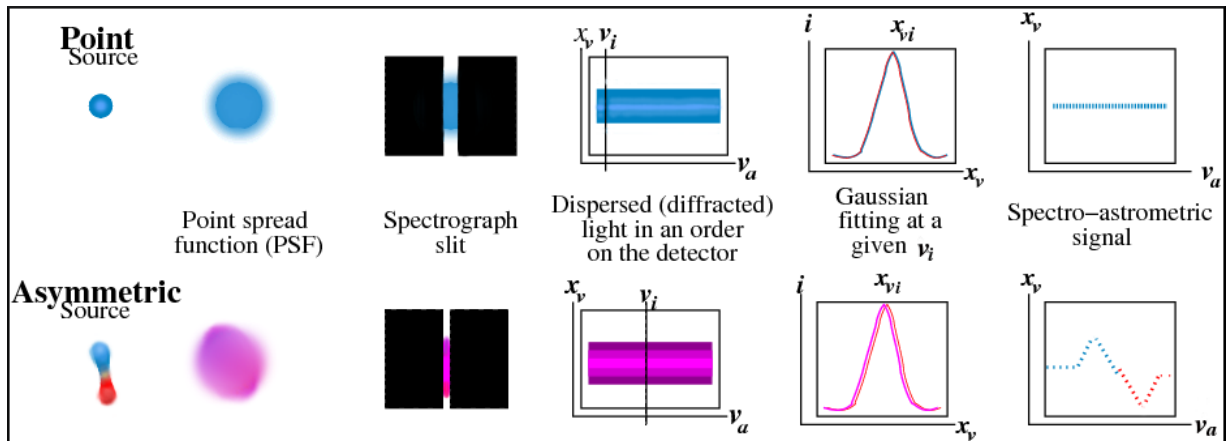 Point
Source
x_v v_i
v_a
i
x_vi
x_v
x_v
v_a
Point spread
function (PSF)
Spectrograph
slit
Dispersed (diffracted)
light in an order
on the detector
Gaussian
fitting at a
given v_i
Spectro-astrometric
signal
Asymmetric
Source
x_v
v_i
v_a
i
x_vi
x_v
x_v
v_a